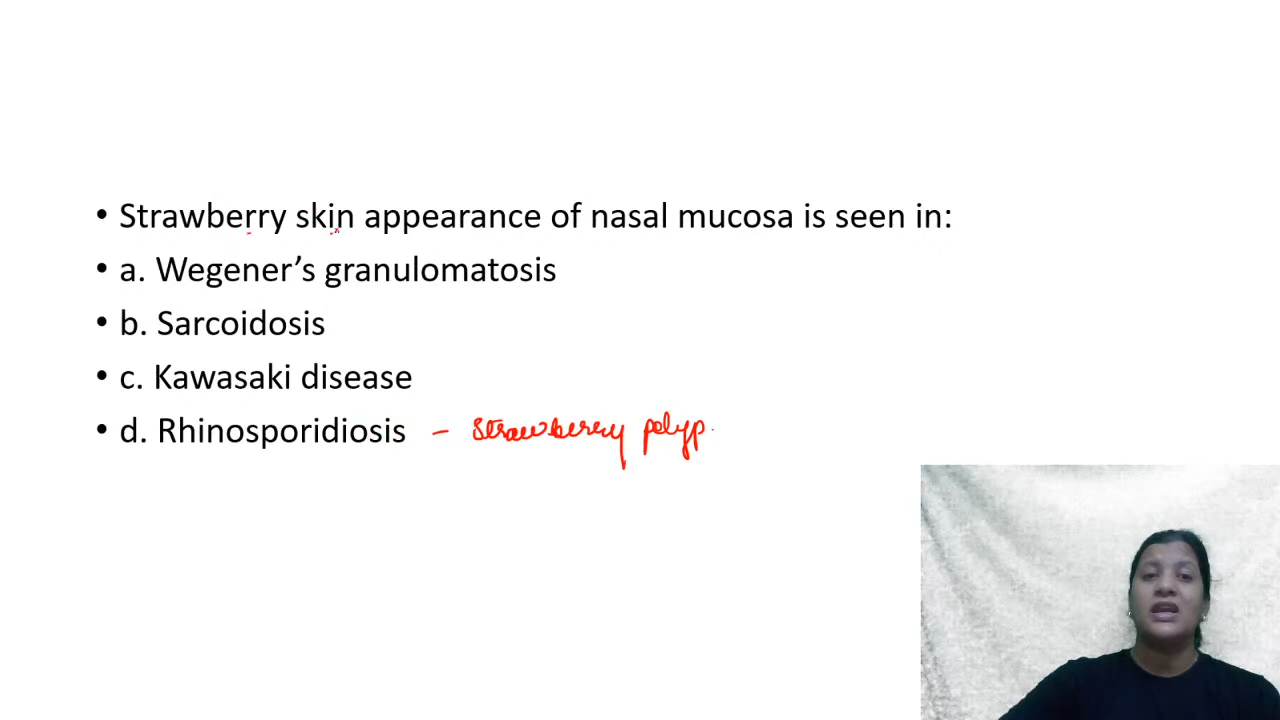 • Strawberry skin appearance of nasal mucosa is seen in:
• a. Wegener’s granulomatosis
• b. Sarcoidosis
• c. Kawasaki disease
• d. Rhinosporidiosis – Strawberry polyp.